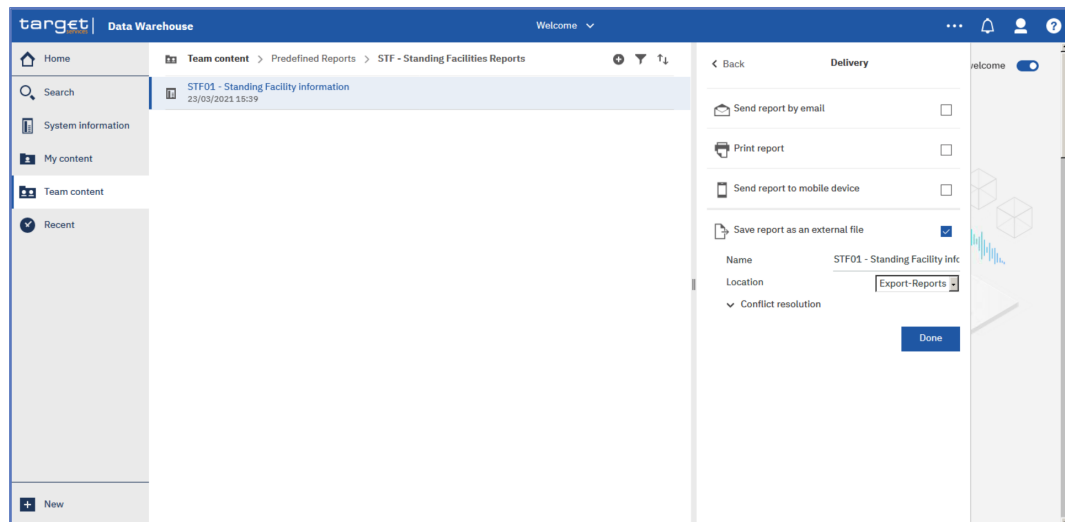 target| Data Warehouse
services
Welcome
Home
Search
System information
My content
Team content
Recent
New
Team content > Predefined Reports > STF - Standing Facilities Reports
STF01 - Standing Facility information
23/03/2021 15:39
Back
Delivery
Send report by email
Print report
Send report to mobile device
Save report as an external file
Name STF01 - Standing Facility infc
Location Export-Reports
Conflict resolution
Done
elcome